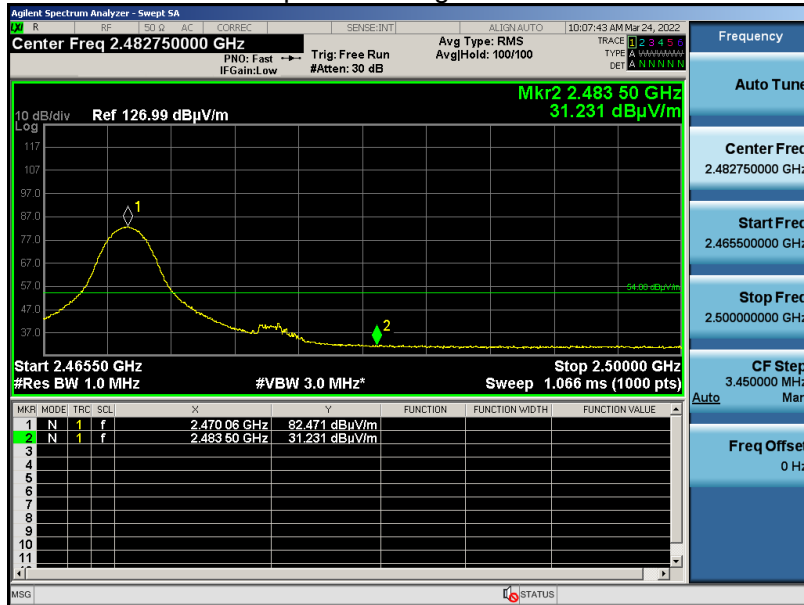 Agilent Spectrum Analyzer - Swept SA
LXI R RF 50 Ω AC CORREC SENSE:INT ALIGN AUTO 10:07:43 AM Mar 24, 2022
Center Freq 2.482750000 GHz
PNO: Fast
IFGain:Low
Trig: Free Run
#Atten: 30 dB
Avg Type: RMS
Avg|Hold: 100/100
TRACE 1 2 3 4 5 6
TYPE A WWWWW
DET A N N N N N
Mkr2 2.483 50 GHz
31.231 dBµV/m
10 dB/div Ref 126.99 dBµV/m
Log
117
107
97.0
87.0
77.0
67.0
57.0
47.0
37.0
1
54.00 dBµV/m
2
Start 2.46550 GHz Stop 2.50000 GHz
#Res BW 1.0 MHz #VBW 3.0 MHz* Sweep 1.066 ms (1000 pts)
MKR MODE TRC SCL X Y FUNCTION FUNCTION WIDTH FUNCTION VALUE
1 N 1 f 2.470 06 GHz 82.471 dBµV/m
2 N 1 f 2.483 50 GHz 31.231 dBµV/m
3
4
5
6
7
8
9
10
11
MSG STATUS
Frequency
Auto Tune
Center Freq
2.482750000 GHz
Start Freq
2.465500000 GHz
Stop Freq
2.500000000 GHz
CF Step
3.450000 MHz
Auto Man
Freq Offset
0 Hz